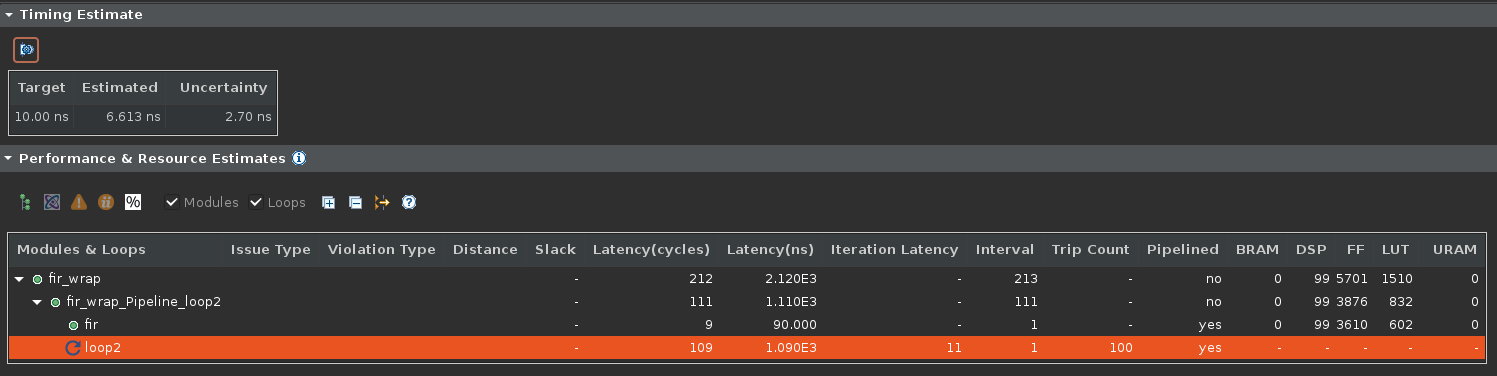 Timing Estimate
Target Estimated Uncertainty
10.00 ns 6.613 ns 2.70 ns
Performance & Resource Estimates
% Modules Loops
Modules & Loops Issue Type Violation Type Distance Slack Latency(cycles) Latency(ns) Iteration Latency Interval Trip Count Pipelined BRAM DSP FF LUT URAM
fir_wrap - 212 2.120E3 - 213 - no 0 99 5701 1510 0
fir_wrap_Pipeline_loop2 - 111 1.110E3 - 111 - no 0 99 3876 832 0
fir - 9 90.000 - 1 - yes 0 99 3610 602 0
loop2 - 109 1.090E3 11 1 100 yes - - - - -